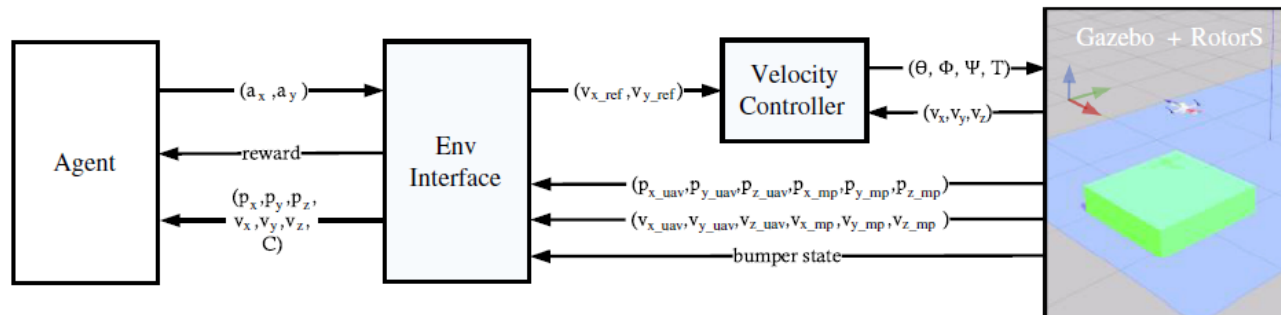 Gazebo + RotorS
Agent
(a_x ,a_y )
reward
(p_x,p_y,p_z,
v_x,v_y,v_z,
C)
Env
Interface
(v_x_ref,v_y_ref)
Velocity
Controller
(θ, Φ, Ψ, T)
(v_x,v_y,v_z)
(p_x_uav,p_y_uav,p_z_uav,p_x_mp,p_y_mp,p_z_mp)
(v_x_uav,v_y_uav,v_z_uav,v_x_mp,v_y_mp,v_z_mp )
bumper state